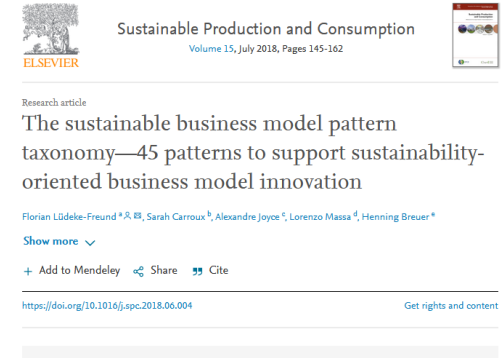 Sustainable Production and Consumption
Volume 15, July 2018, Pages 145-162
ELSEVIER
Research article
The sustainable business model pattern
taxonomy—45 patterns to support sustainability-
oriented business model innovation
Florian Lüdeke-Freund ª, Sarah Carroux ᵇ, Alexandre Joyce ᶜ, Lorenzo Massa ᵈ, Henning Breuer ᵉ
Show more
Add to Mendeley Share Cite
https://doi.org/10.1016/j.spc.2018.06.004 Get rights and content